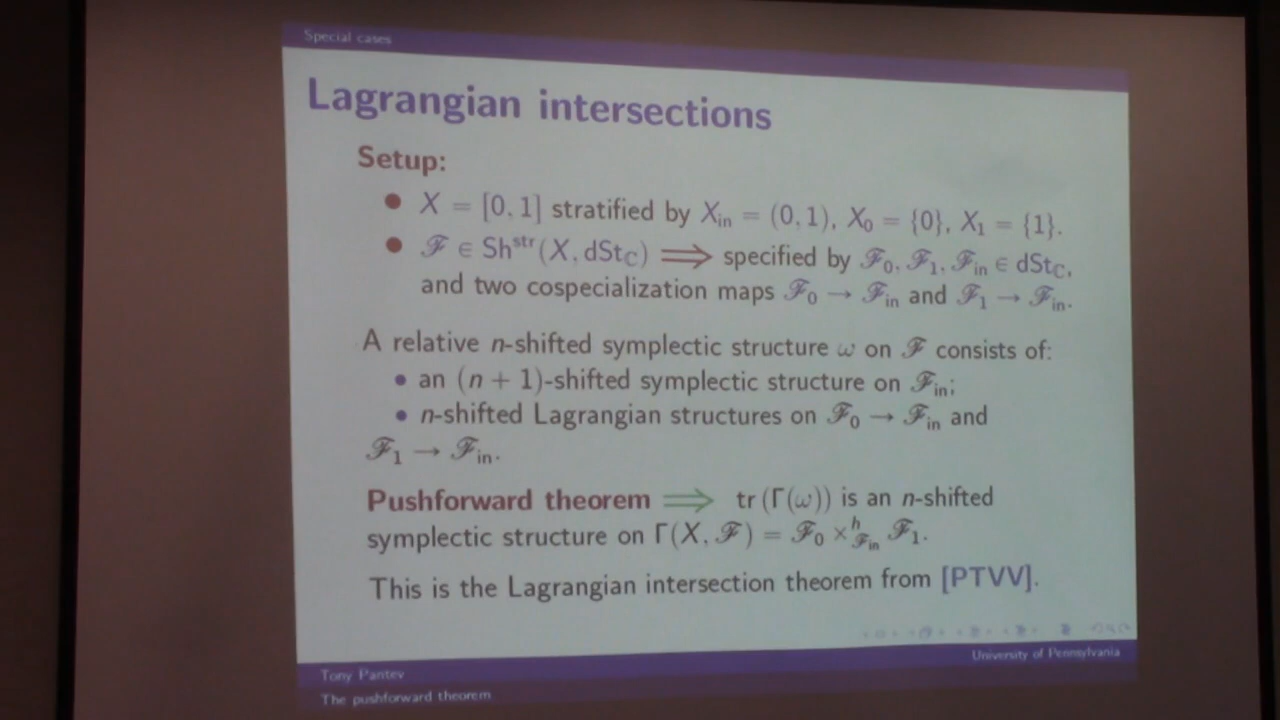 Special cases
Lagrangian intersections
Setup:
● X = [0, 1] stratified by X_in = (0, 1), X_0 = {0}, X_1 = {1}.
● ℱ ∈ Sh^str(X, dSt_ℂ) ⟹ specified by ℱ_0, ℱ_1, ℱ_in ∈ dSt_ℂ,
and two cospecialization maps ℱ_0 → ℱ_in and ℱ_1 → ℱ_in.
A relative n-shifted symplectic structure ω on ℱ consists of:
• an (n + 1)-shifted symplectic structure on ℱ_in;
• n-shifted Lagrangian structures on ℱ_0 → ℱ_in and
ℱ_1 → ℱ_in.
Pushforward theorem ⟹ tr (Γ(ω)) is an n-shifted
symplectic structure on Γ(X, ℱ) = ℱ_0 ×^h_{ℱ_in} ℱ_1.
This is the Lagrangian intersection theorem from [PTVV].
Tony Pantev
University of Pennsylvania
The pushforward theorem